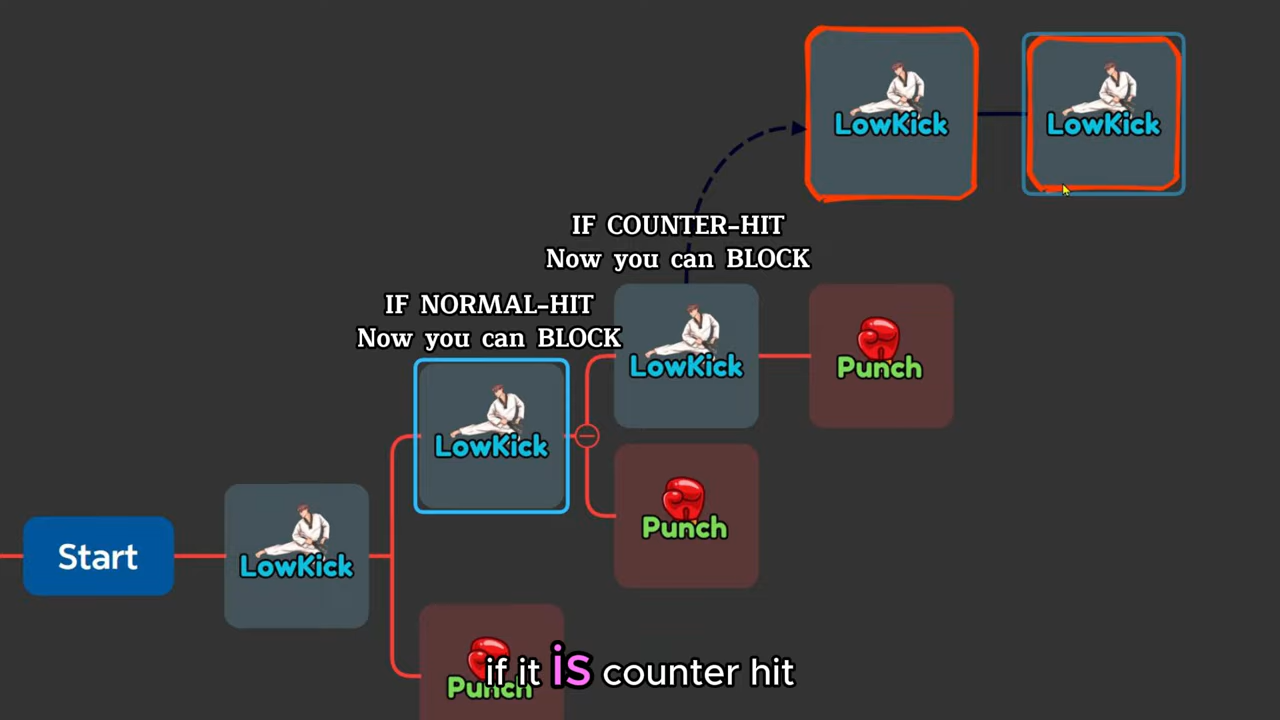 LowKick
LowKick
IF COUNTER-HIT
Now you can BLOCK
IF NORMAL-HIT
Now you can BLOCK
LowKick
Punch
LowKick
Punch
Start
LowKick
Punch
if it is counter hit